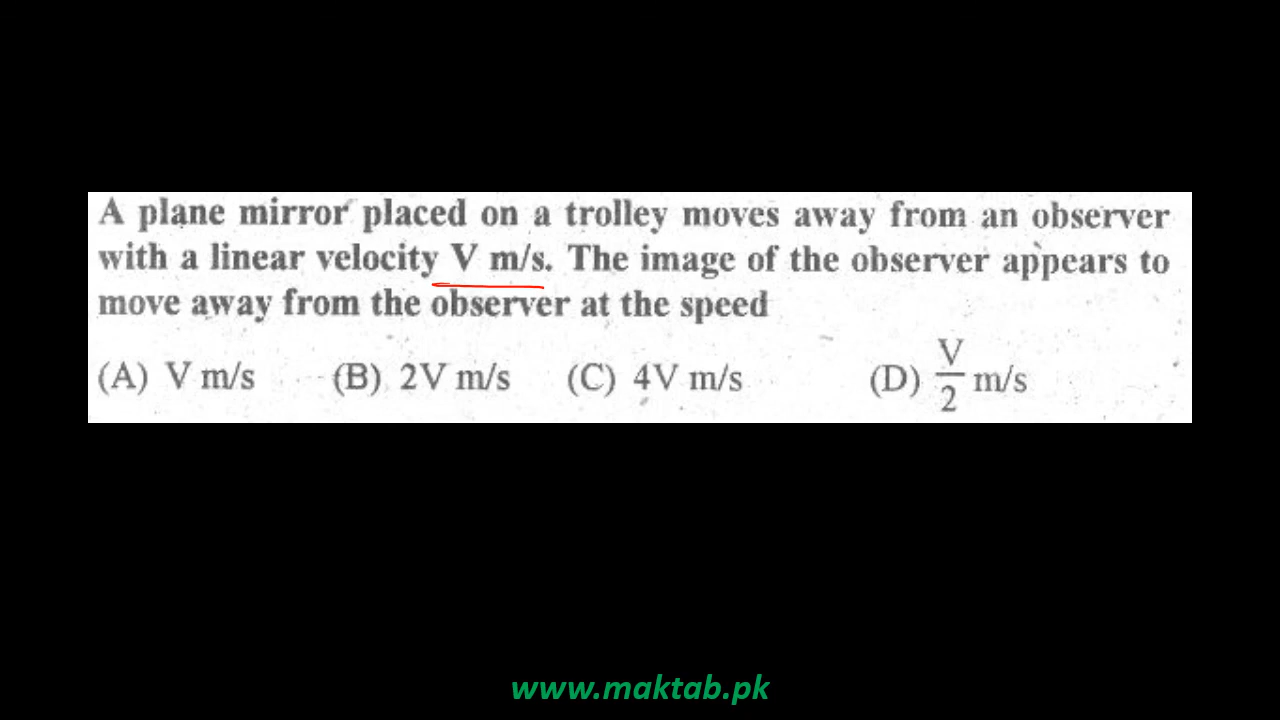 A plane mirror placed on a trolley moves away from an observer
with a linear velocity V m/s. The image of the observer appears to
move away from the observer at the speed
(A) V m/s (B) 2V m/s (C) 4V m/s (D) V/2 m/s
www.maktab.pk